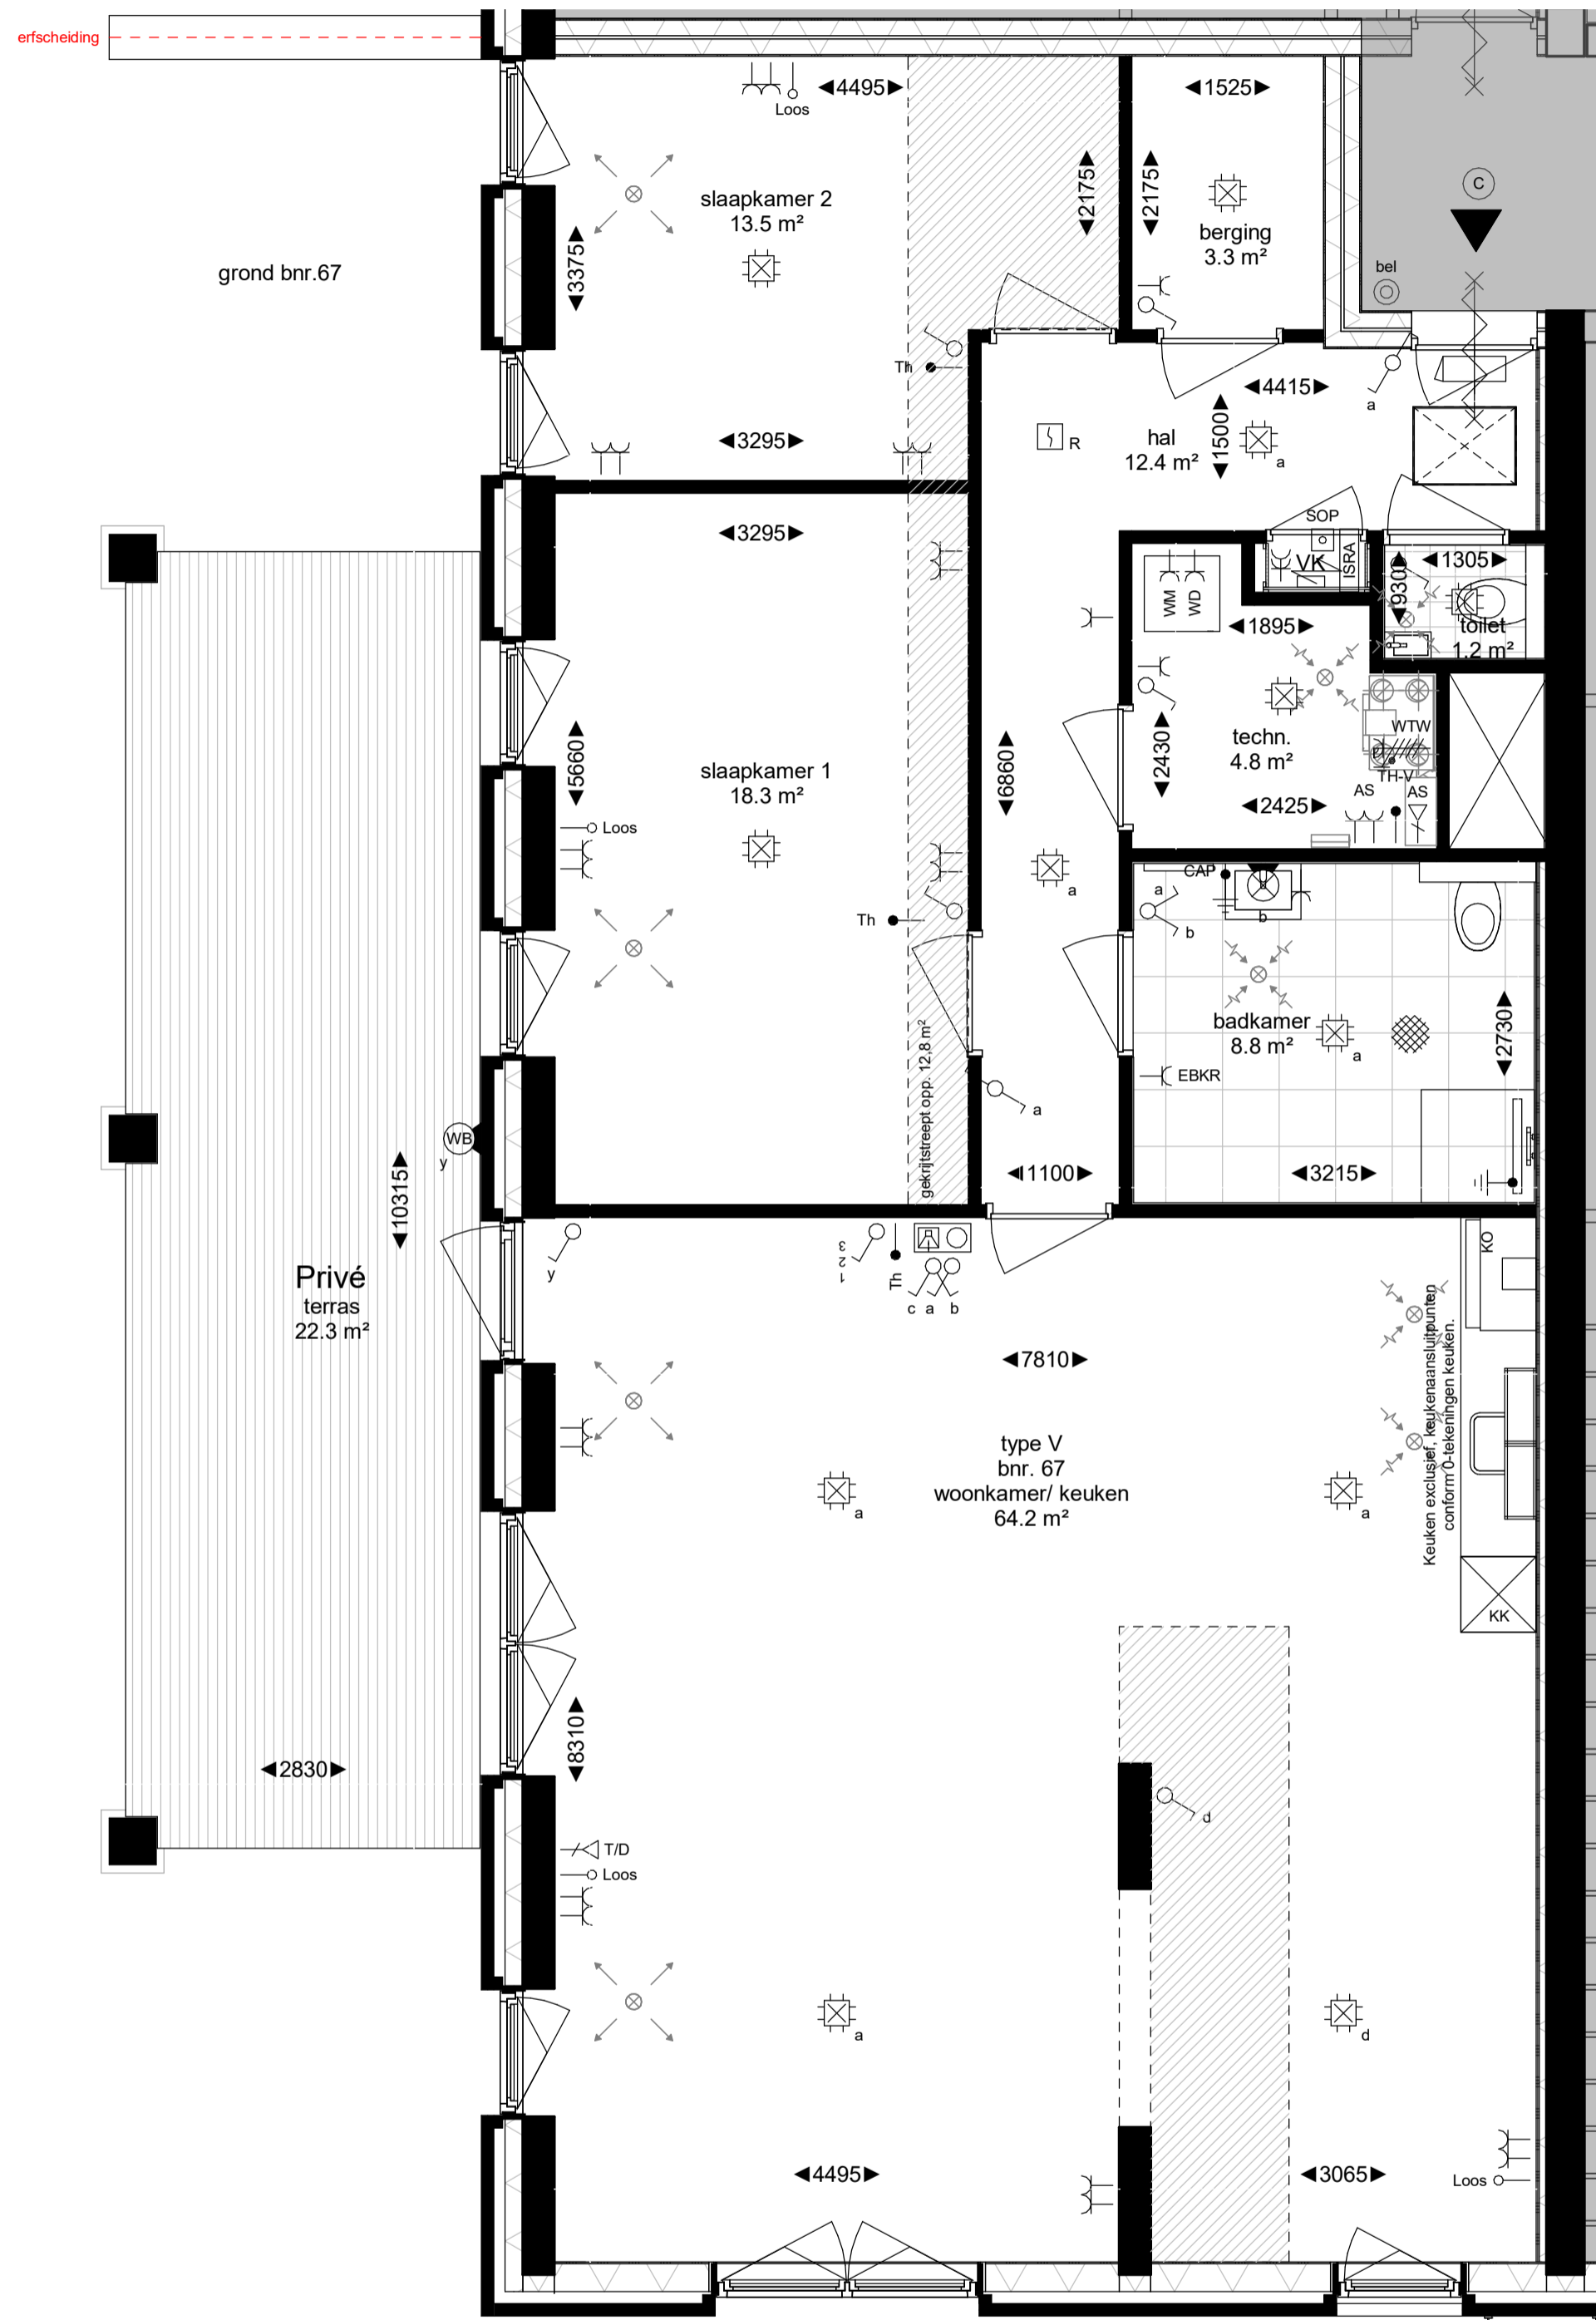 erfscheiding
4495
1525
Loos
C
slaapkamer 2
13.5 m²
2175
2175
berging
3.3 m²
3375
grond bnr.67
bel
Th
4415
a
3295
R
hal
12.4 m²
1500
a
SOP
3295
VK
ISRA
9300
1305
WM
WD
1895
toilet
1.2 m²
WTW
techn.
4.8 m²
2430
6860
5660
slaapkamer 1
18.3 m²
TH-V
AS
AS
2425
Loos
CAP
a
a
b
b
Th
badkamer
8.8 m²
a
2730
EBKR
gekrijtstreept opp. 12,8 m²
a
WB
y
1100
3215
10315
KO
y
3
2
1
Th
c
a
b
Privé
terras
22.3 m²
7810
Keuken exclusief, keukenaansluitpunten
conform 0-tekeningen keuken.
type V
bnr. 67
woonkamer/ keuken
64.2 m²
a
a
KK
8310
2830
d
T/D
Loos
a
d
4495
3065
Loos